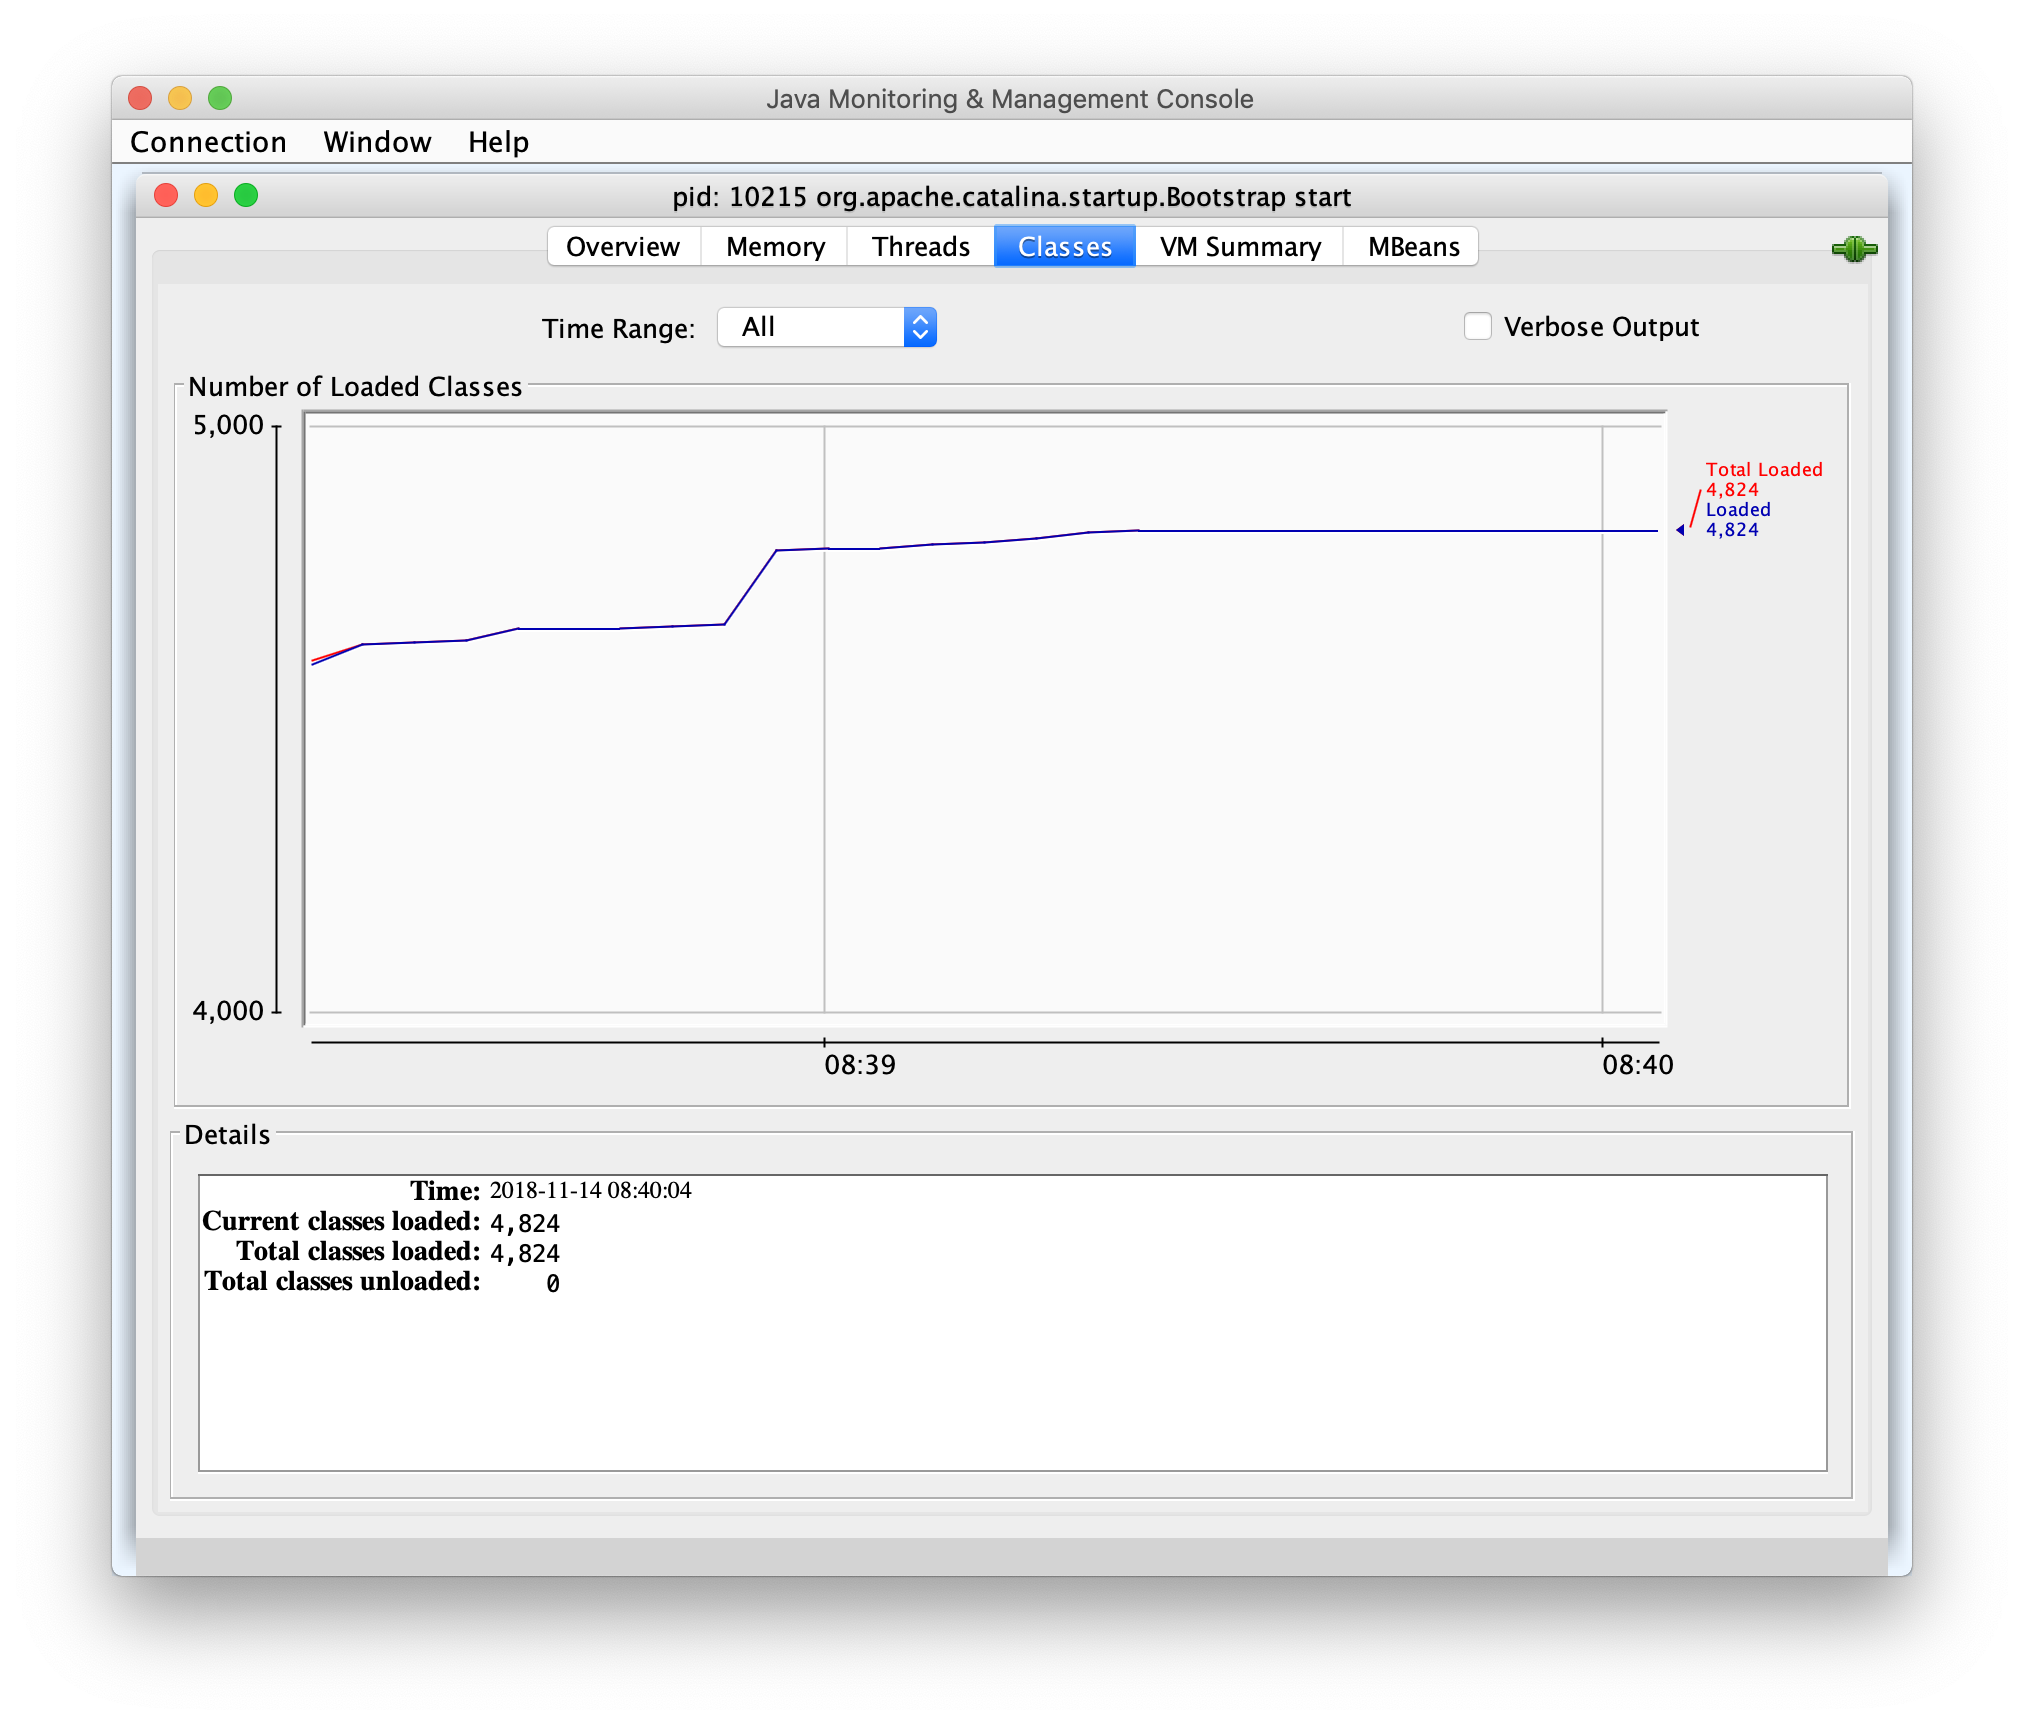 Java Monitoring & Management Console
Connection Window Help
pid: 10215 org.apache.catalina.startup.Bootstrap start
Overview Memory Threads Classes VM Summary MBeans
Time Range: All Verbose Output
Number of Loaded Classes
5,000
Total Loaded
4,824
Loaded
4,824
4,000
08:39 08:40
Details
Time: 2018-11-14 08:40:04
Current classes loaded: 4,824
Total classes loaded: 4,824
Total classes unloaded: 0